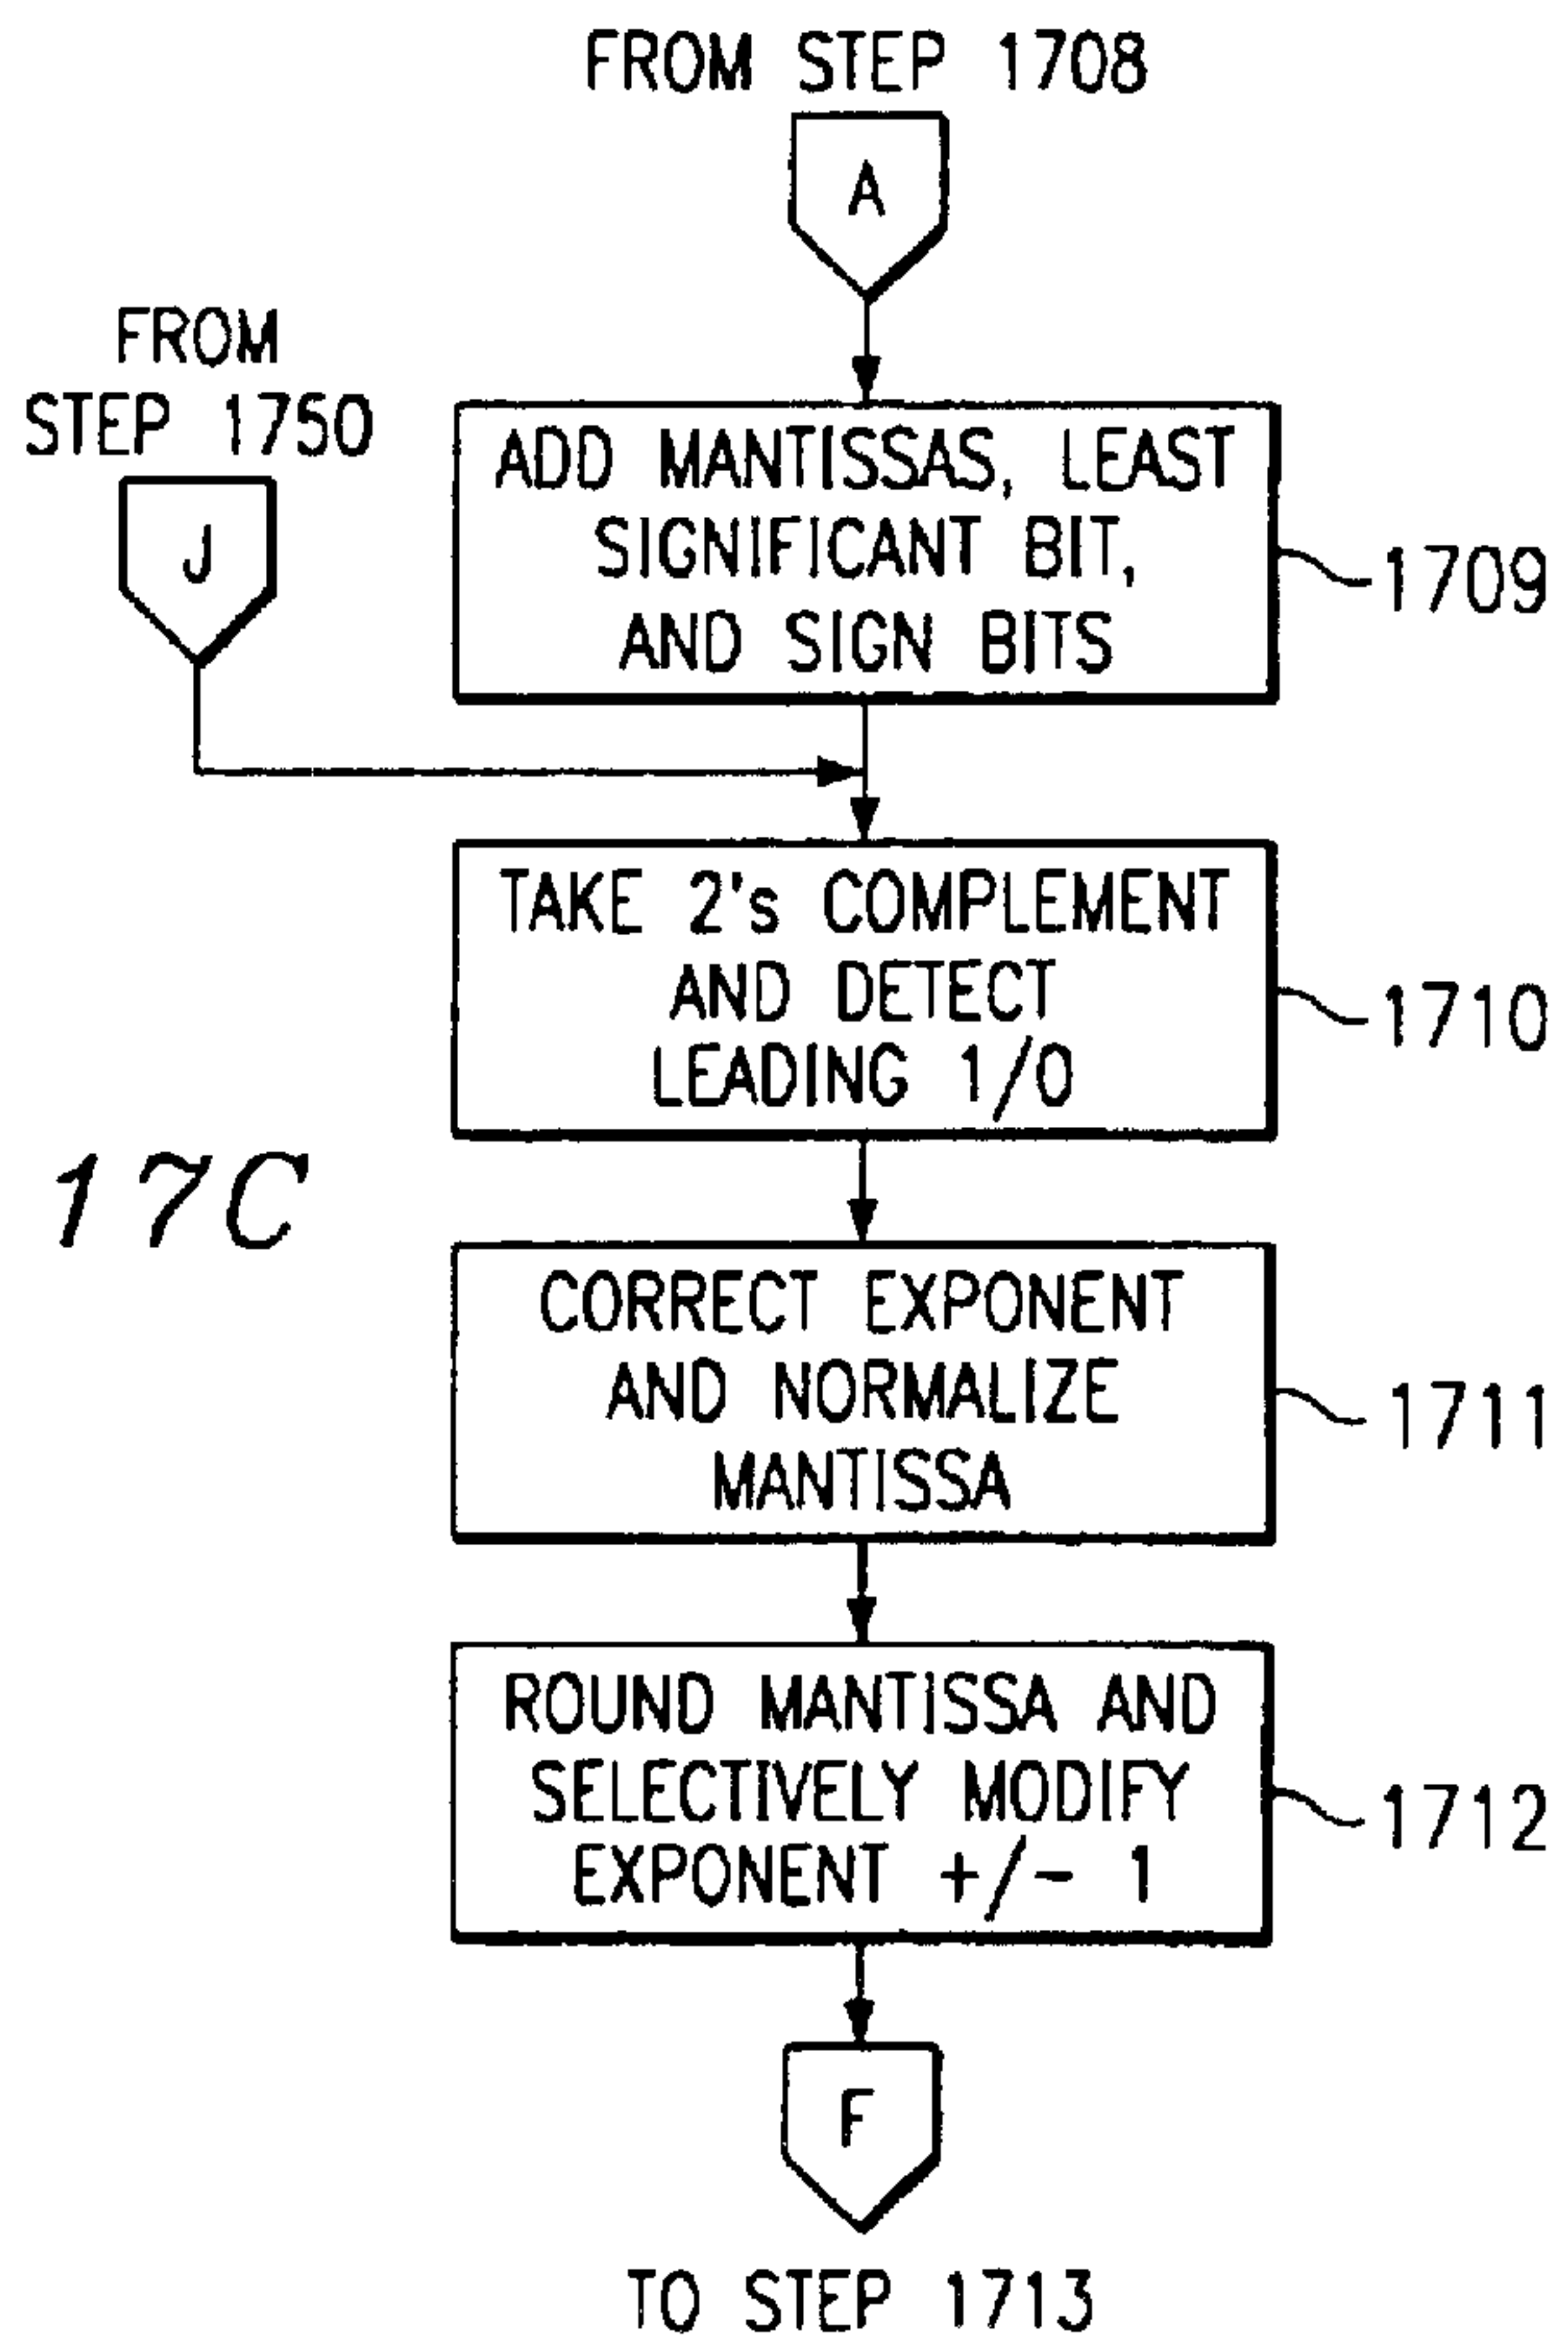 FROM STEP 1708
A
FROM
STEP 1750
J
ADD MANTISSAS, LEAST
SIGNIFICANT BIT,
AND SIGN BITS
1709
TAKE 2's COMPLEMENT
AND DETECT
LEADING 1/0
1710
17C
CORRECT EXPONENT
AND NORMALIZE
MANTISSA
1711
ROUND MANTISSA AND
SELECTIVELY MODIFY
EXPONENT +/- 1
1712
F
TO STEP 1713